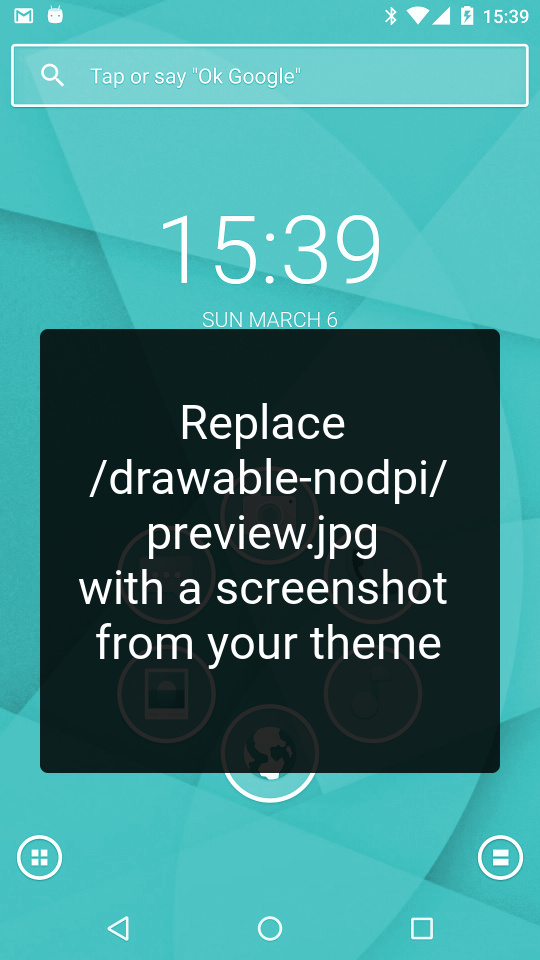 15:39
Tap or say "Ok Google"
15:39
SUN MARCH 6
Replace
/drawable-nodpi/
preview.jpg
with a screenshot
from your theme